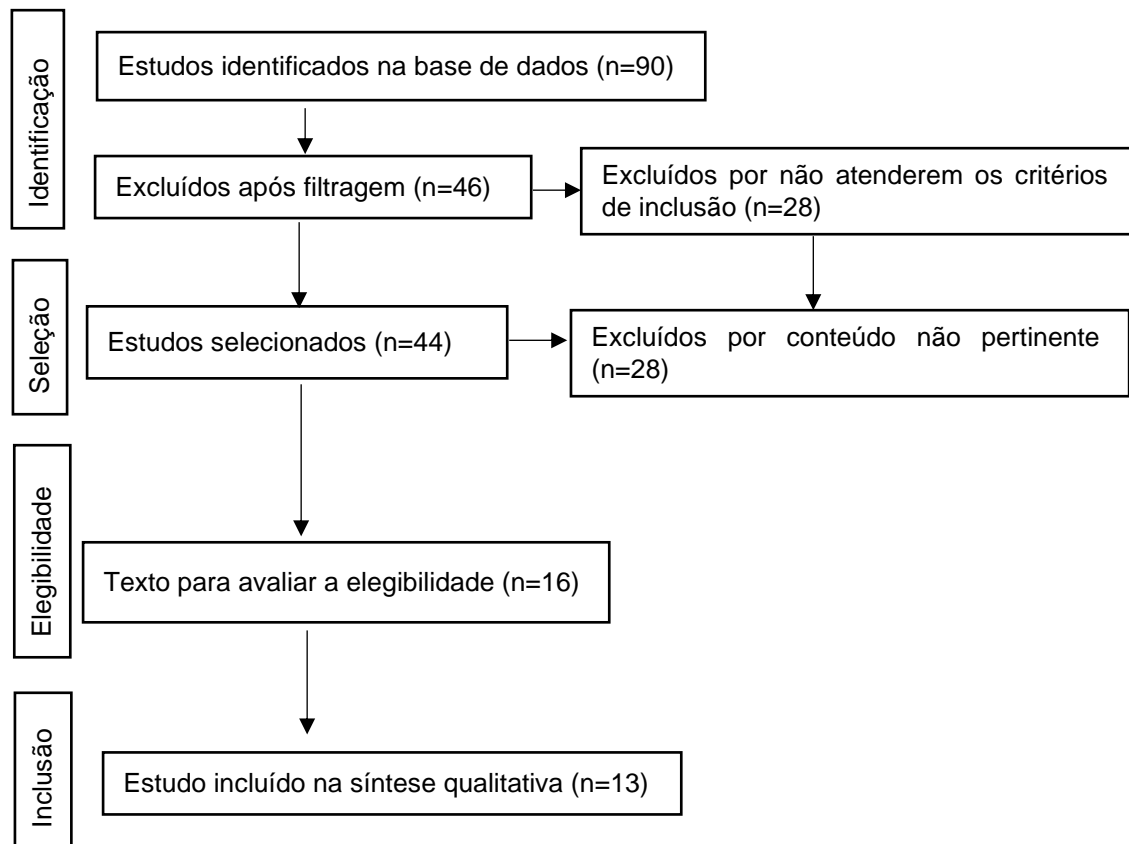 Identificação
Estudos identificados na base de dados (n=90)
Excluídos após filtragem (n=46)
Excluídos por não atenderem os critérios
de inclusão (n=28)
Seleção
Estudos selecionados (n=44)
Excluídos por conteúdo não pertinente
(n=28)
Elegibilidade
Texto para avaliar a elegibilidade (n=16)
Inclusão
Estudo incluído na síntese qualitativa (n=13)